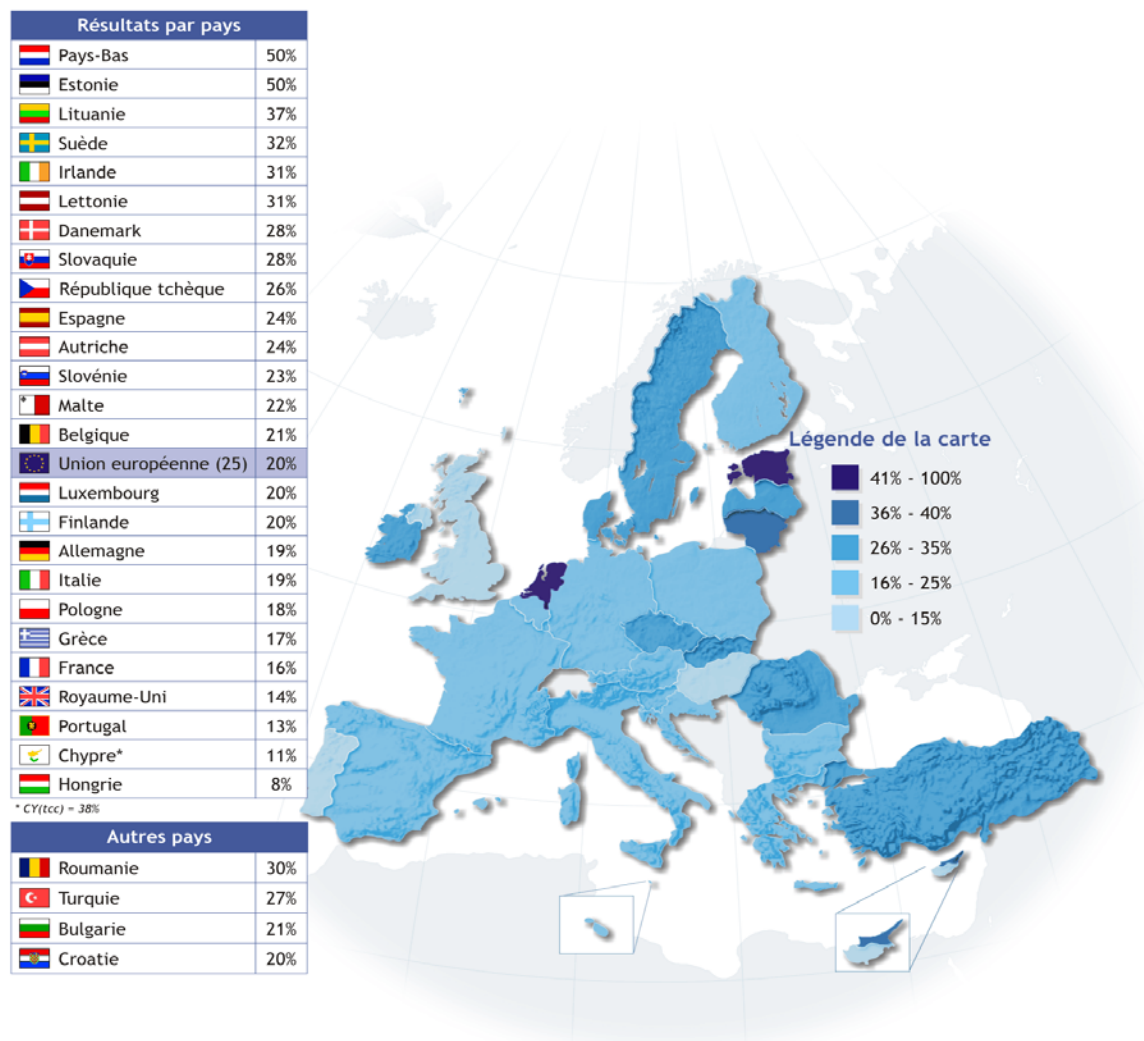 Résultats par pays
Pays-Bas 50%
Estonie 50%
Lituanie 37%
Suède 32%
Irlande 31%
Lettonie 31%
Danemark 28%
Slovaquie 28%
République tchèque 26%
Espagne 24%
Autriche 24%
Slovénie 23%
Malte 22%
Belgique 21%
Union européenne (25) 20%
Luxembourg 20%
Finlande 20%
Allemagne 19%
Italie 19%
Pologne 18%
Grèce 17%
France 16%
Royaume-Uni 14%
Portugal 13%
Chypre* 11%
Hongrie 8%
* CY(tcc) = 38%
Autres pays
Roumanie 30%
Turquie 27%
Bulgarie 21%
Croatie 20%
Légende de la carte
41% - 100%
36% - 40%
26% - 35%
16% - 25%
0% - 15%